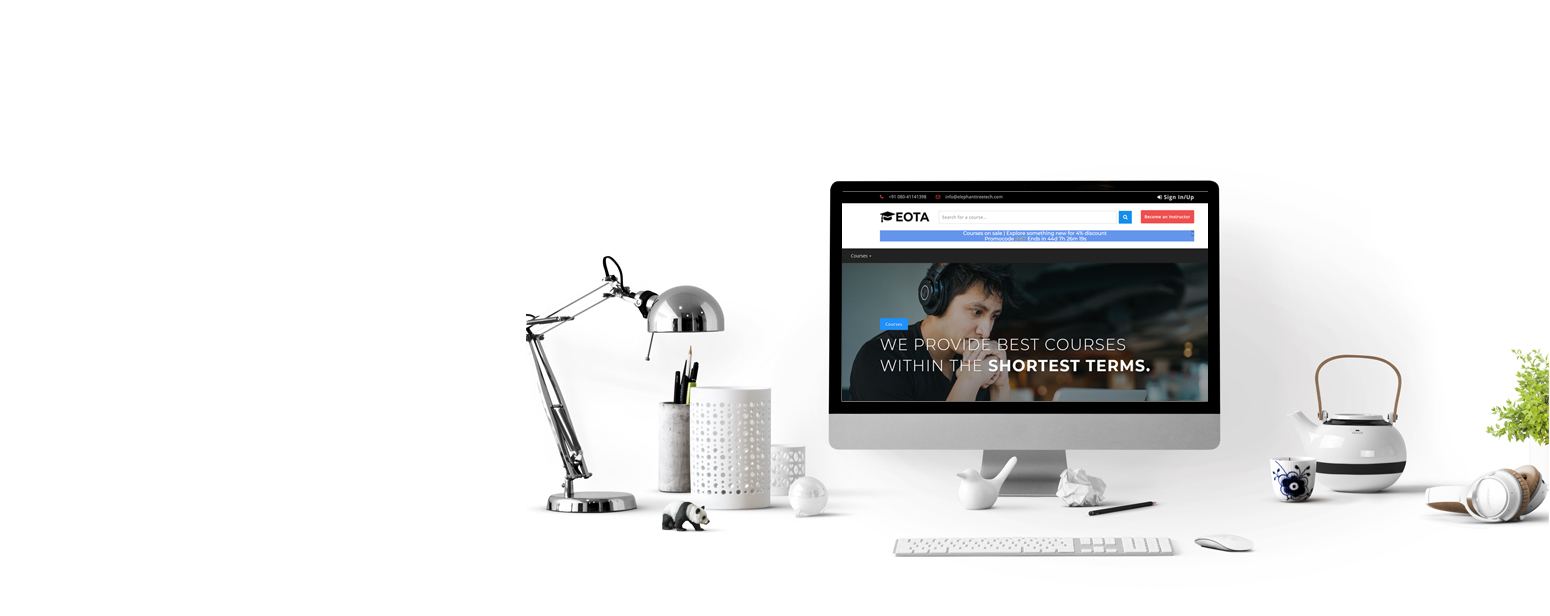 +91 080-41141398
info@elephanttreetech.com
Sign In/Up
EOTA
Search for a course...
Become an Instructor
Courses on sale | Explore something new for 4% discount
Promocode
Ends in 44d 7h 26m 19s
Courses
Courses
WE PROVIDE BEST COURSES
WITHIN THE SHORTEST TERMS.